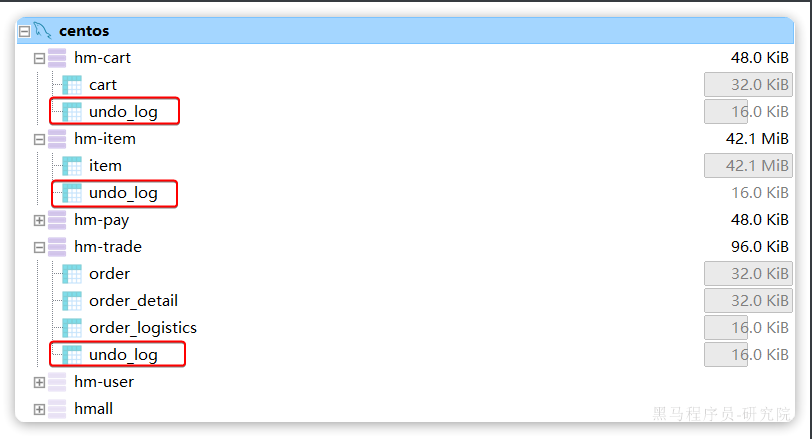 centos
hm-cart 48.0 KiB
cart 32.0 KiB
undo_log 16.0 KiB
hm-item 42.1 MiB
item 42.1 MiB
undo_log 16.0 KiB
hm-pay 48.0 KiB
hm-trade 96.0 KiB
order 32.0 KiB
order_detail 32.0 KiB
order_logistics 16.0 KiB
undo_log 16.0 KiB
hm-user
hmall
黑马程序员-研究院